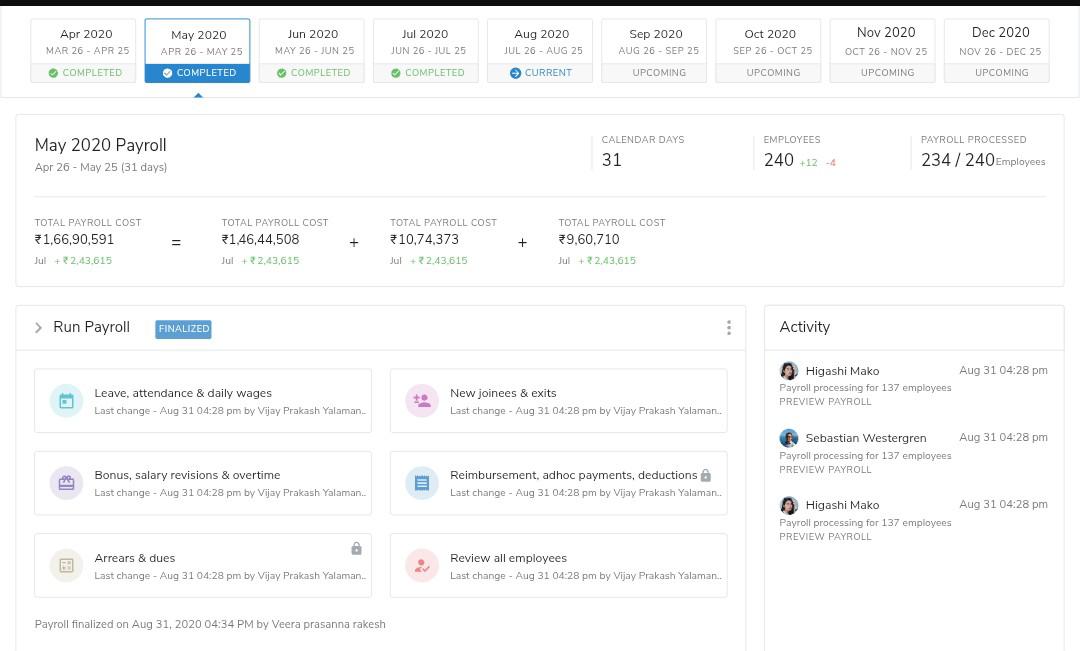 Apr 2020
MAR 26 - APR 25
COMPLETED
May 2020
APR 26 - MAY 25
COMPLETED
Jun 2020
MAY 26 - JUN 25
COMPLETED
Jul 2020
JUN 26 - JUL 25
COMPLETED
Aug 2020
JUL 26 - AUG 25
CURRENT
Sep 2020
AUG 26 - SEP 25
UPCOMING
Oct 2020
SEP 26 - OCT 25
UPCOMING
Nov 2020
OCT 26 - NOV 25
UPCOMING
Dec 2020
NOV 26 - DEC 25
UPCOMING
May 2020 Payroll
Apr 26 - May 25 (31 days)
CALENDAR DAYS
31
EMPLOYEES
240 +12 -4
PAYROLL PROCESSED
234 / 240 Employees
TOTAL PAYROLL COST
₹1,66,90,591
Jul + ₹ 2,43,615
=
TOTAL PAYROLL COST
₹1,46,44,508
Jul + ₹ 2,43,615
+
TOTAL PAYROLL COST
₹10,74,373
Jul + ₹ 2,43,615
+
TOTAL PAYROLL COST
₹9,60,710
Jul + ₹ 2,43,615
Run Payroll FINALIZED
Leave, attendance & daily wages
Last change - Aug 31 04:28 pm by Vijay Prakash Yalaman..
New joinees & exits
Last change - Aug 31 04:28 pm by Vijay Prakash Yalaman..
Bonus, salary revisions & overtime
Last change - Aug 31 04:28 pm by Vijay Prakash Yalaman..
Reimbursement, adhoc payments, deductions
Last change - Aug 31 04:28 pm by Vijay Prakash Yalaman..
Arrears & dues
Last change - Aug 31 04:28 pm by Vijay Prakash Yalaman..
Review all employees
Last change - Aug 31 04:28 pm by Vijay Prakash Yalaman..
Payroll finalized on Aug 31, 2020 04:34 PM by Veera prasanna rakesh
Activity
Higashi Mako Aug 31 04:28 pm
Payroll processing for 137 employees
PREVIEW PAYROLL
Sebastian Westergren Aug 31 04:28 pm
Payroll processing for 137 employees
PREVIEW PAYROLL
Higashi Mako Aug 31 04:28 pm
Payroll processing for 137 employees
PREVIEW PAYROLL